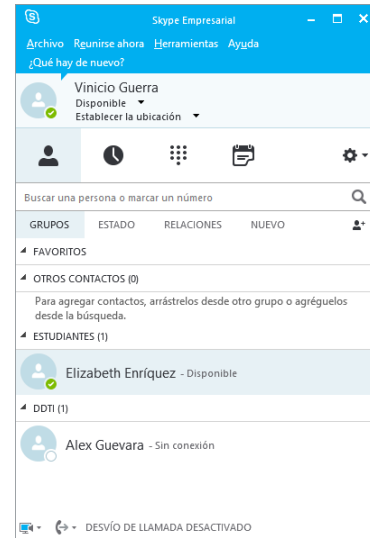 Skype Empresarial
Archivo Reunirse ahora Herramientas Ayuda
¿Qué hay de nuevo?
Vinicio Guerra
Disponible
Establecer la ubicación
Buscar una persona o marcar un número
GRUPOS ESTADO RELACIONES NUEVO
FAVORITOS
OTROS CONTACTOS (0)
Para agregar contactos, arrástrelos desde otro grupo o agréguelos
desde la búsqueda.
ESTUDIANTES (1)
Elizabeth Enríquez - Disponible
DDTI (1)
Alex Guevara - Sin conexión
DESVÍO DE LLAMADA DESACTIVADO